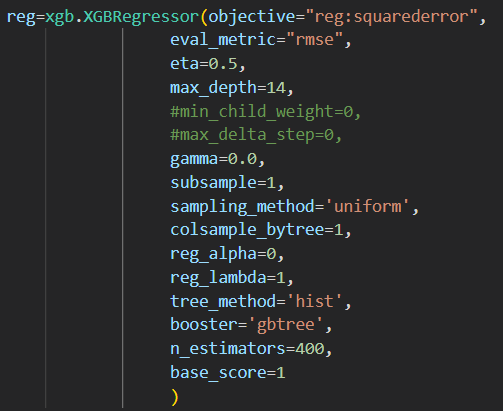 reg=xgb.XGBRegressor(objective="reg:squarederror",
eval_metric="rmse",
eta=0.5,
max_depth=14,
#min_child_weight=0,
#max_delta_step=0,
gamma=0.0,
subsample=1,
sampling_method='uniform',
colsample_bytree=1,
reg_alpha=0,
reg_lambda=1,
tree_method='hist',
booster='gbtree',
n_estimators=400,
base_score=1
)